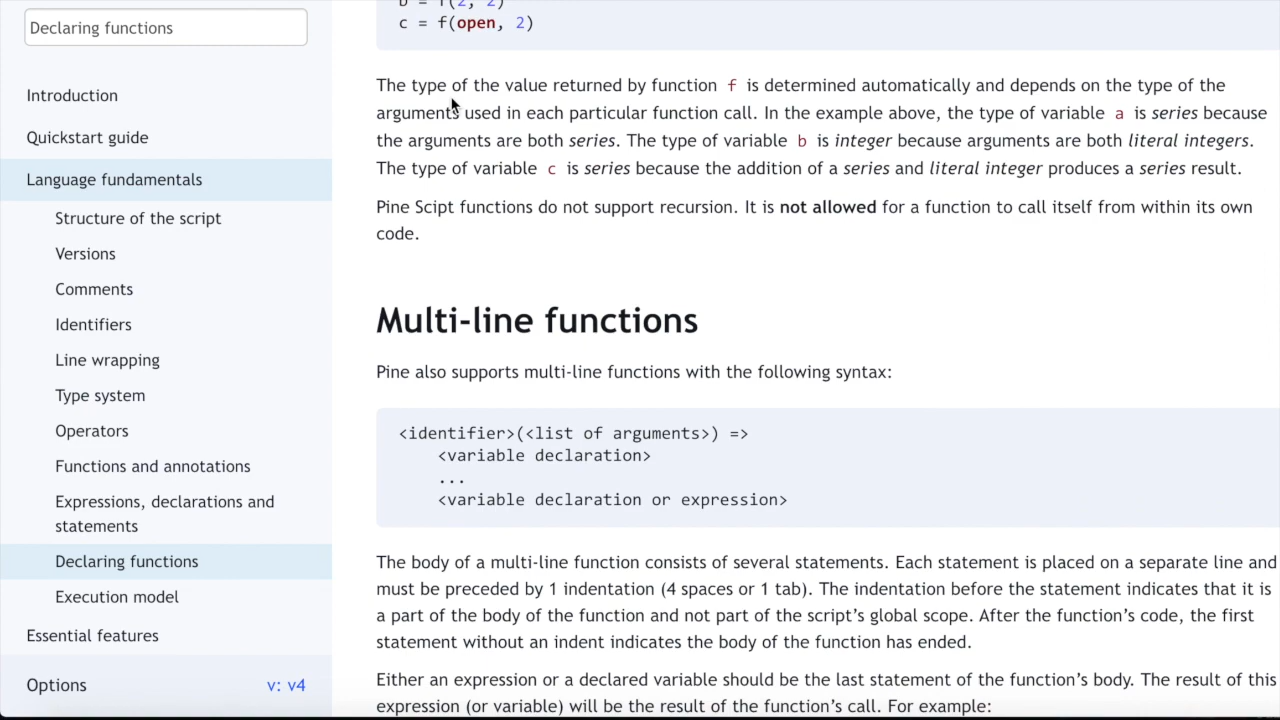 Declaring functions
Introduction
Quickstart guide
Language fundamentals
Structure of the script
Versions
Comments
Identifiers
Line wrapping
Type system
Operators
Functions and annotations
Expressions, declarations and
statements
Declaring functions
Execution model
Essential features
Options v: v4
b = f(2, 2)
c = f(open, 2)
The type of the value returned by function f is determined automatically and depends on the type of the
arguments used in each particular function call. In the example above, the type of variable a is series because
the arguments are both series. The type of variable b is integer because arguments are both literal integers.
The type of variable c is series because the addition of a series and literal integer produces a series result.
Pine Scipt functions do not support recursion. It is not allowed for a function to call itself from within its own
code.
Multi-line functions
Pine also supports multi-line functions with the following syntax:
<identifier>(<list of arguments>) =>
<variable declaration>
...
<variable declaration or expression>
The body of a multi-line function consists of several statements. Each statement is placed on a separate line and
must be preceded by 1 indentation (4 spaces or 1 tab). The indentation before the statement indicates that it is
a part of the body of the function and not part of the script’s global scope. After the function’s code, the first
statement without an indent indicates the body of the function has ended.
Either an expression or a declared variable should be the last statement of the function’s body. The result of this
expression (or variable) will be the result of the function’s call. For example: